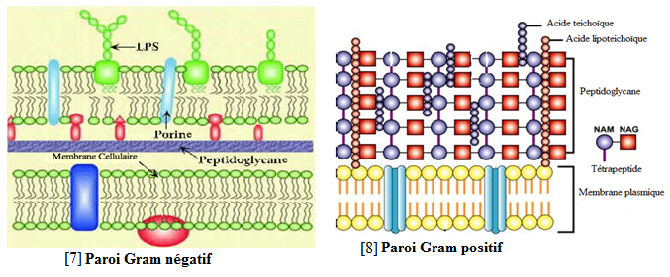 LPS
Porine
Membrane Cellulaire
Peptidoglycane
[7] Paroi Gram négatif
Acide teichoïque
Acide lipoteichoïque
Peptidoglycane
NAM NAG
Tétrapeptide
Membrane plasmique
[8] Paroi Gram positif